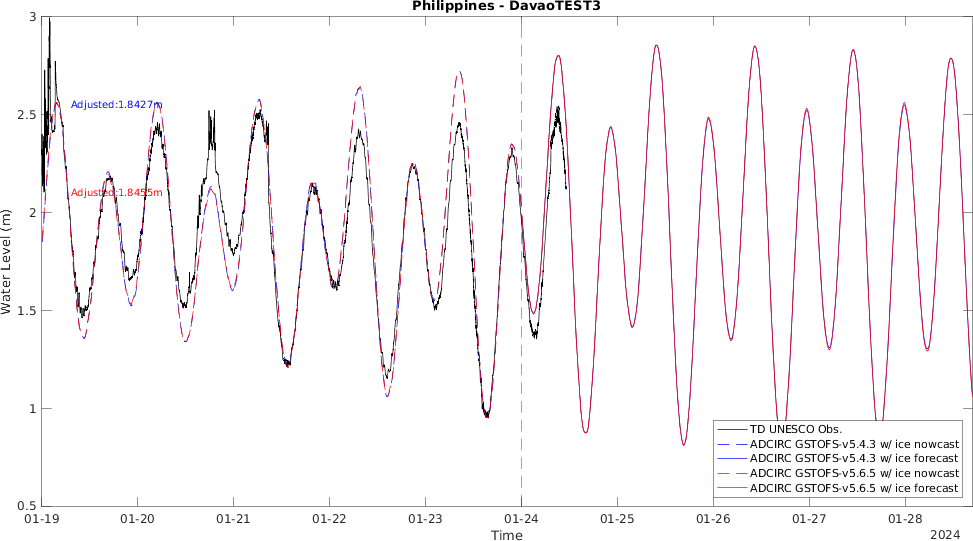 Philippines - DavaoTEST3
3
2.5
2
1.5
1
0.5
Water Level (m)
Adjusted:1.8427m
Adjusted:1.8455m
TD UNESCO Obs.
ADCIRC GSTOFS-v5.4.3 w/ ice nowcast
ADCIRC GSTOFS-v5.4.3 w/ ice forecast
ADCIRC GSTOFS-v5.6.5 w/ ice nowcast
ADCIRC GSTOFS-v5.6.5 w/ ice forecast
01-19 01-20 01-21 01-22 01-23 01-24 01-25 01-26 01-27 01-28
Time
2024